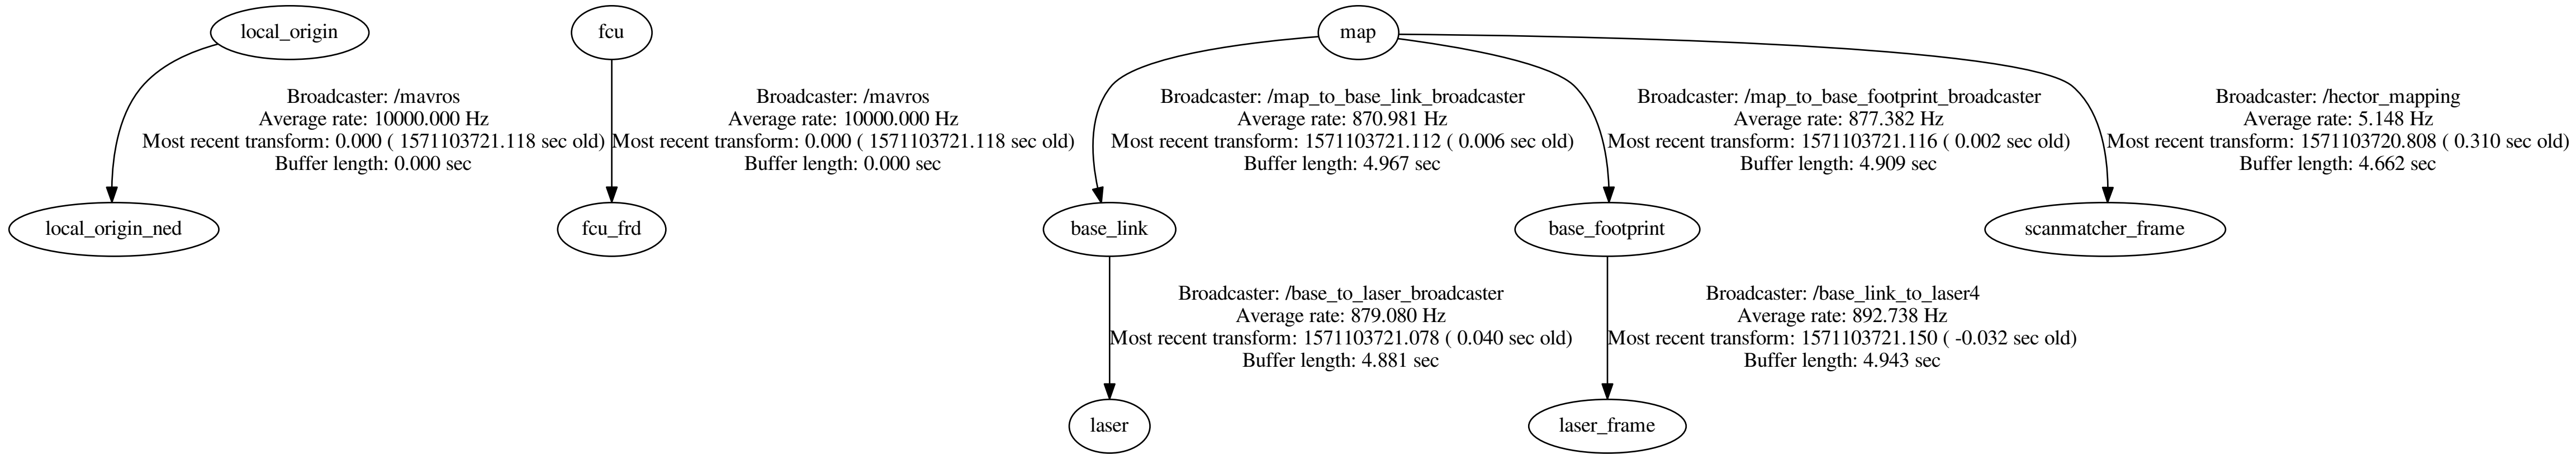 local_origin
fcu
map
Broadcaster: /mavros
Average rate: 10000.000 Hz
Most recent transform: 0.000 ( 1571103721.118 sec old)
Buffer length: 0.000 sec
Broadcaster: /mavros
Average rate: 10000.000 Hz
Most recent transform: 0.000 ( 1571103721.118 sec old)
Buffer length: 0.000 sec
Broadcaster: /map_to_base_link_broadcaster
Average rate: 870.981 Hz
Most recent transform: 1571103721.112 ( 0.006 sec old)
Buffer length: 4.967 sec
Broadcaster: /map_to_base_footprint_broadcaster
Average rate: 877.382 Hz
Most recent transform: 1571103721.116 ( 0.002 sec old)
Buffer length: 4.909 sec
Broadcaster: /hector_mapping
Average rate: 5.148 Hz
Most recent transform: 1571103720.808 ( 0.310 sec old)
Buffer length: 4.662 sec
local_origin_ned
fcu_frd
base_link
base_footprint
scanmatcher_frame
Broadcaster: /base_to_laser_broadcaster
Average rate: 879.080 Hz
Most recent transform: 1571103721.078 ( 0.040 sec old)
Buffer length: 4.881 sec
Broadcaster: /base_link_to_laser4
Average rate: 892.738 Hz
Most recent transform: 1571103721.150 ( -0.032 sec old)
Buffer length: 4.943 sec
laser
laser_frame